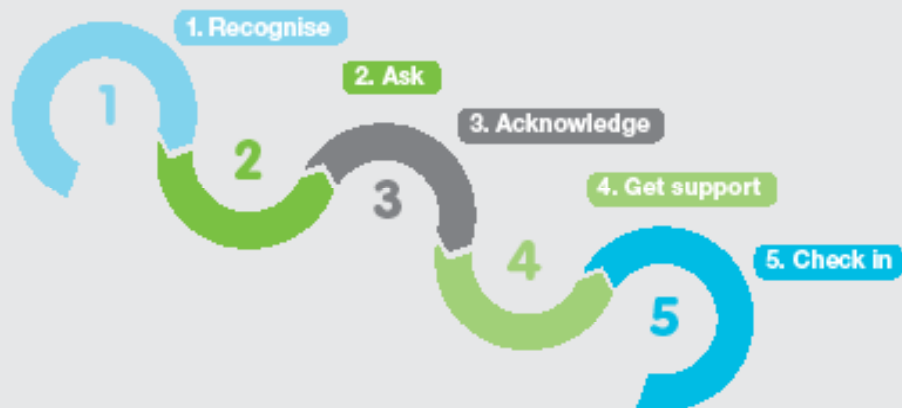 1
1. Recognise
2
2. Ask
3
3. Acknowledge
4
4. Get support
5
5. Check in